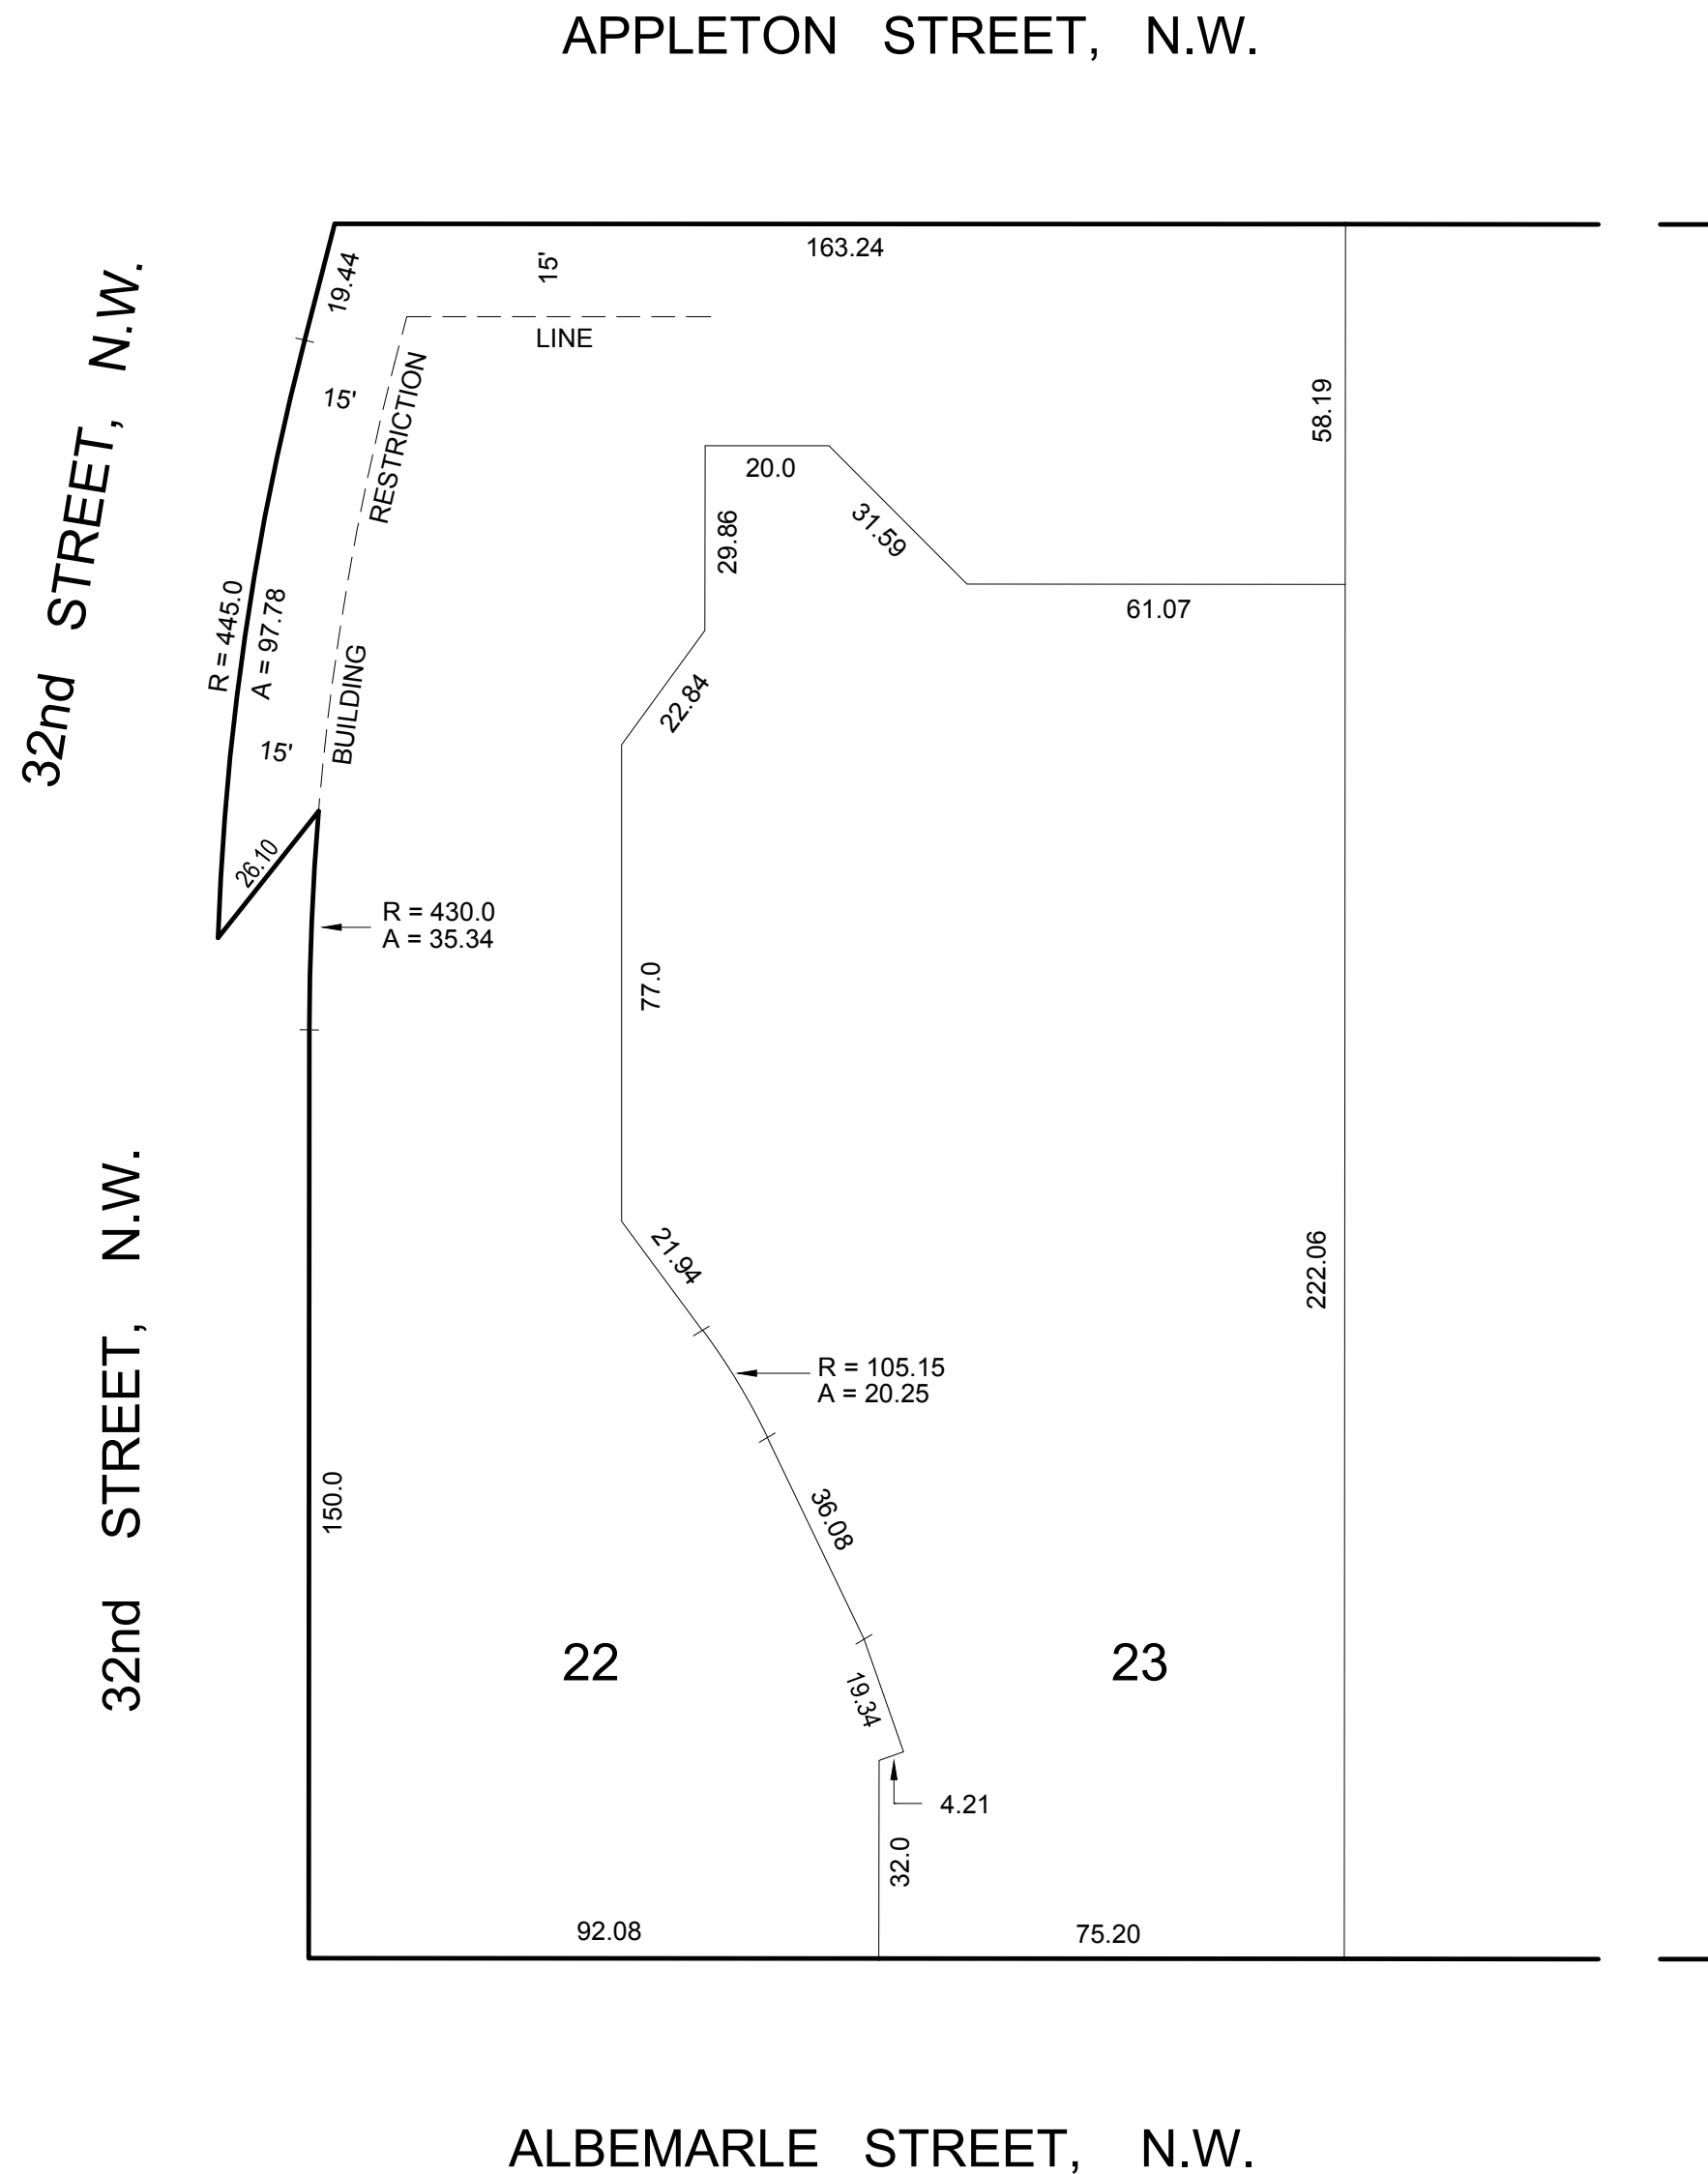 APPLETON STREET, N.W.
163.24
19.44
15'
LINE
32nd STREET, N.W.
15'
RESTRICTION
58.19
20.0
31.59
29.86
61.07
R = 445.0
A = 97.78
22.84
15'
BUILDING
26.10
R = 430.0
A = 35.34
77.0
21.94
222.06
R = 105.15
A = 20.25
32nd STREET, N.W.
150.0
36.08
22
23
19.34
4.21
32.0
92.08
75.20
ALBEMARLE STREET, N.W.